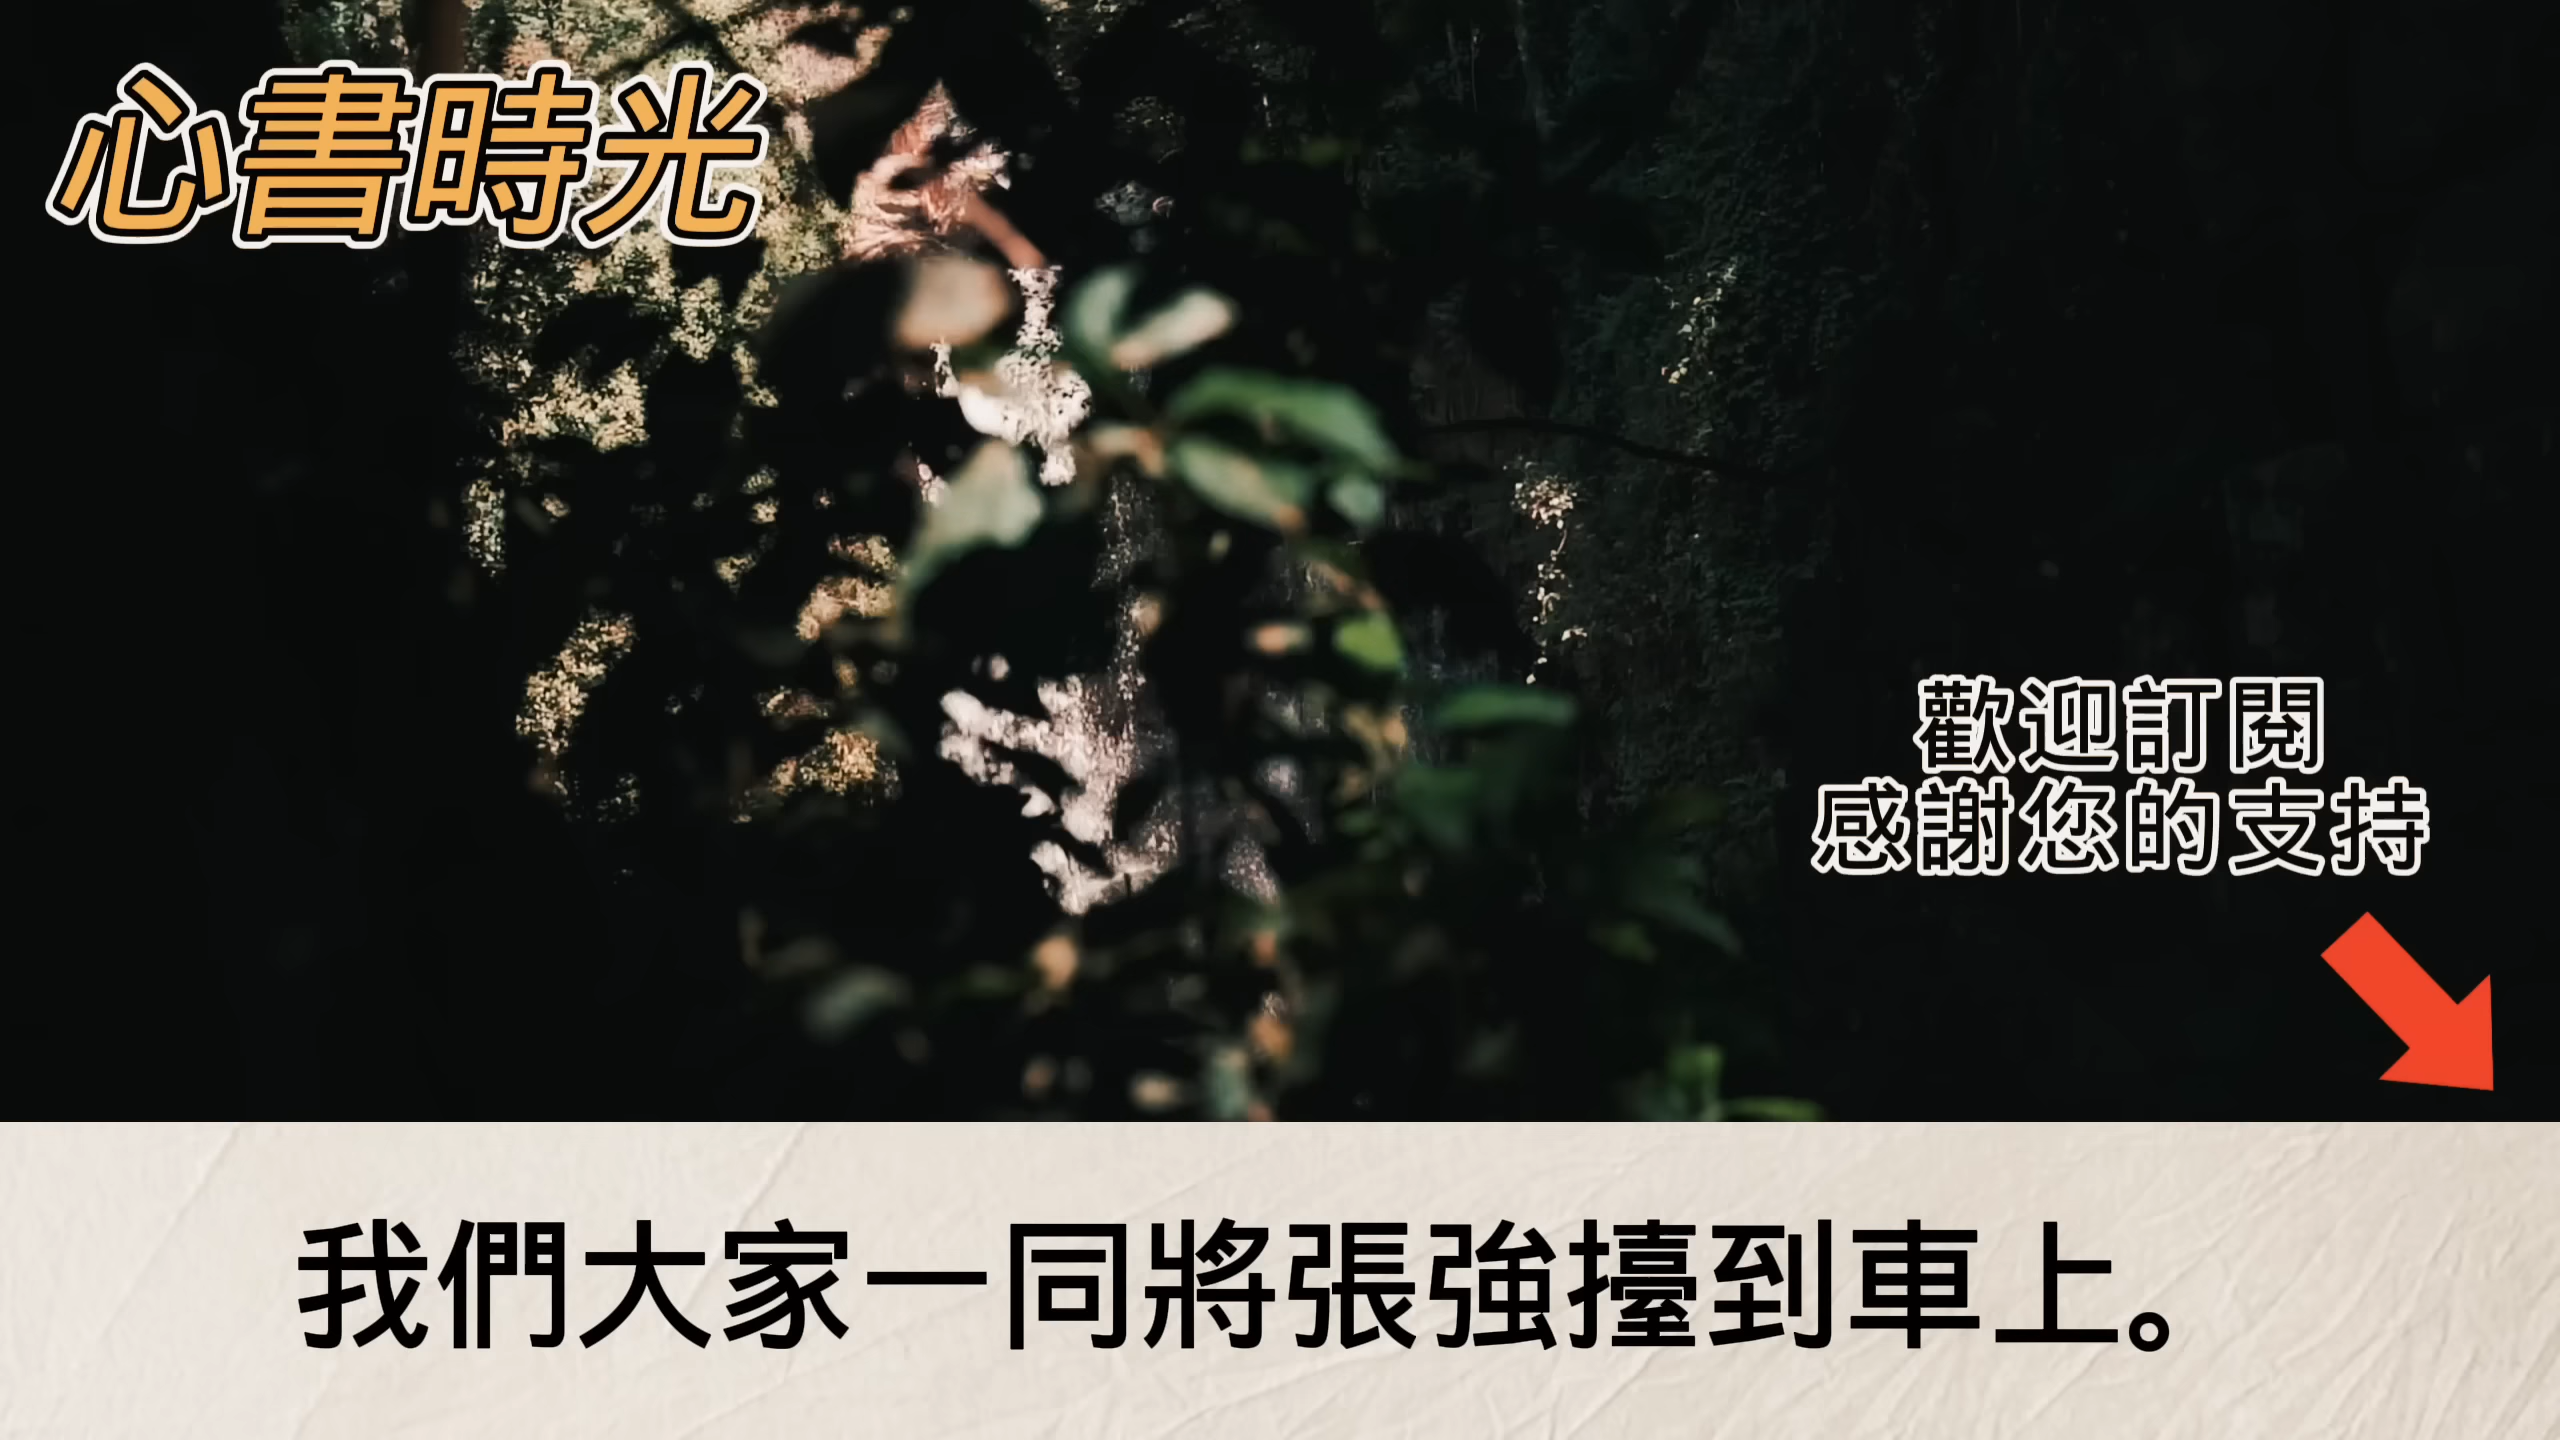 心書時光
歡迎訂閱
感謝您的支持
我們大家一同將張強擡到車上。